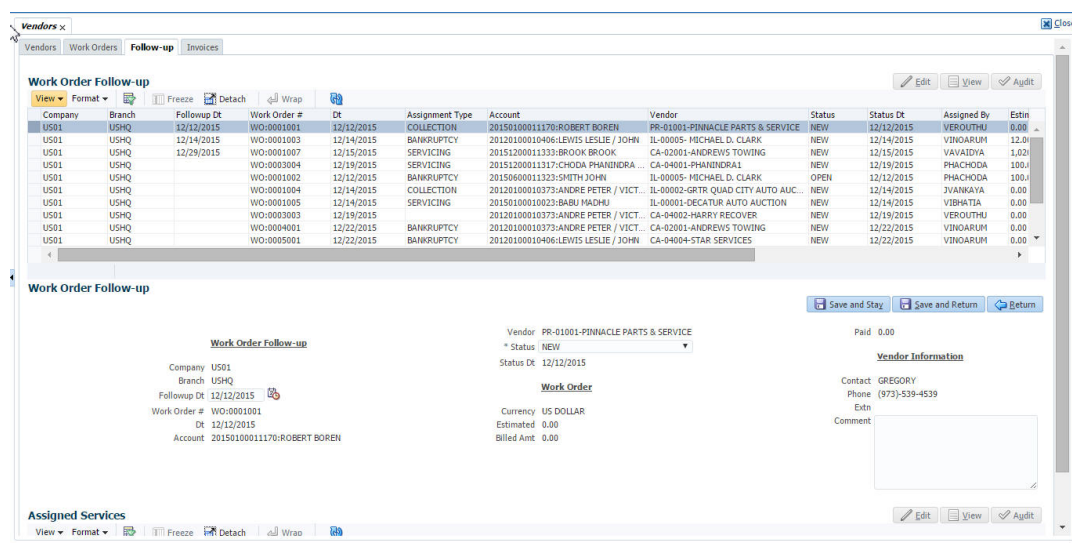 Vendors × Close
Vendors Work Orders Follow-up Invoices
Work Order Follow-up Edit View Audit
View Format Freeze Detach Wrap
Company Branch Followup Dt Work Order # Dt Assignment Type Account Vendor Status Status Dt Assigned By Estin
US01 USHQ 12/12/2015 WO:0001001 12/12/2015 COLLECTION 20150100011170:ROBERT BOREN PR-01001-PINNACLE PARTS & SERVICE NEW 12/12/2015 VEROUTHU 0.00
US01 USHQ 12/14/2015 WO:0001003 12/14/2015 BANKRUPTCY 20120100010406:LEWIS LESLIE / JOHN IL-00005- MICHAEL D. CLARK NEW 12/14/2015 VINOARUM 12.0
US01 USHQ 12/29/2015 WO:0001007 12/15/2015 SERVICING 20151200011333:BROOK BROOK CA-02001-ANDREWS TOWING NEW 12/15/2015 VAVAIDYA 1,02
US01 USHQ WO:0003004 12/19/2015 SERVICING 20151200011317:CHODA PHANINDRA ... CA-04001-PHANINDRA1 NEW 12/19/2015 PHACHODA 100.
US01 USHQ WO:0001002 12/12/2015 BANKRUPTCY 20150600011323:SMITH JOHN IL-00005- MICHAEL D. CLARK OPEN 12/12/2015 PHACHODA 100.
US01 USHQ WO:0001004 12/14/2015 COLLECTION 20120100010373:ANDRE PETER / VICT... IL-00002-GRTR QUAD CITY AUTO AUC... NEW 12/14/2015 JVANKAYA 0.00
US01 USHQ WO:0001005 12/14/2015 SERVICING 20150100010023:BABU MADHU IL-00001-DECATUR AUTO AUCTION NEW 12/14/2015 VIBHATIA 0.00
US01 USHQ WO:0003003 12/19/2015 20120100010373:ANDRE PETER / VICT... CA-04002-HARRY RECOVER NEW 12/19/2015 VEROUTHU 0.00
US01 USHQ WO:0004001 12/22/2015 BANKRUPTCY 20120100010373:ANDRE PETER / VICT... CA-02001-ANDREWS TOWING NEW 12/22/2015 VINOARUM 0.00
US01 USHQ WO:0005001 12/22/2015 BANKRUPTCY 20120100010406:LEWIS LESLIE / JOHN CA-04004-STAR SERVICES NEW 12/22/2015 VINOARUM 0.00
Work Order Follow-up
Save and Stay Save and Return Return
Work Order Follow-up
Company US01
Branch USHQ
Followup Dt 12/12/2015
Work Order # WO:0001001
Dt 12/12/2015
Account 20150100011170:ROBERT BOREN
Vendor PR-01001-PINNACLE PARTS & SERVICE
* Status NEW
Status Dt 12/12/2015
Work Order
Currency US DOLLAR
Estimated 0.00
Billed Amt 0.00
Paid 0.00
Vendor Information
Contact GREGORY
Phone (973)-539-4539
Extn
Comment
Assigned Services Edit View Audit
View Format Freeze Detach Wrap